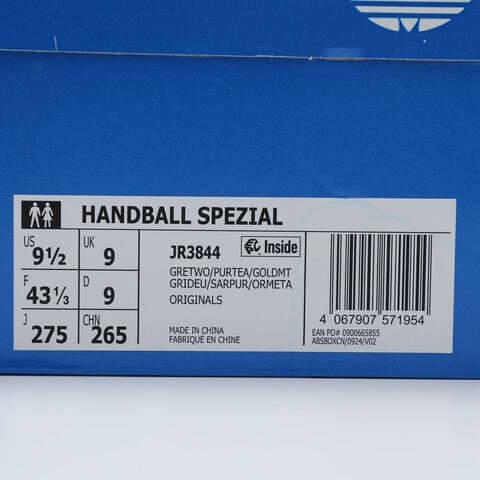 HANDBALL SPEZIAL
US 9½ UK 9
F 43⅓ D 9
J 275 CHN 265
JR3844 Inside
GRETWO/PURTEA/GOLDMT
GRIDEU/SARPUR/ORMETA
ORIGINALS
MADE IN CHINA
FABRIQUÉ EN CHINE
4 067907 571954
EAN PO# 0900665855
ABSBOXCN/0924/V02